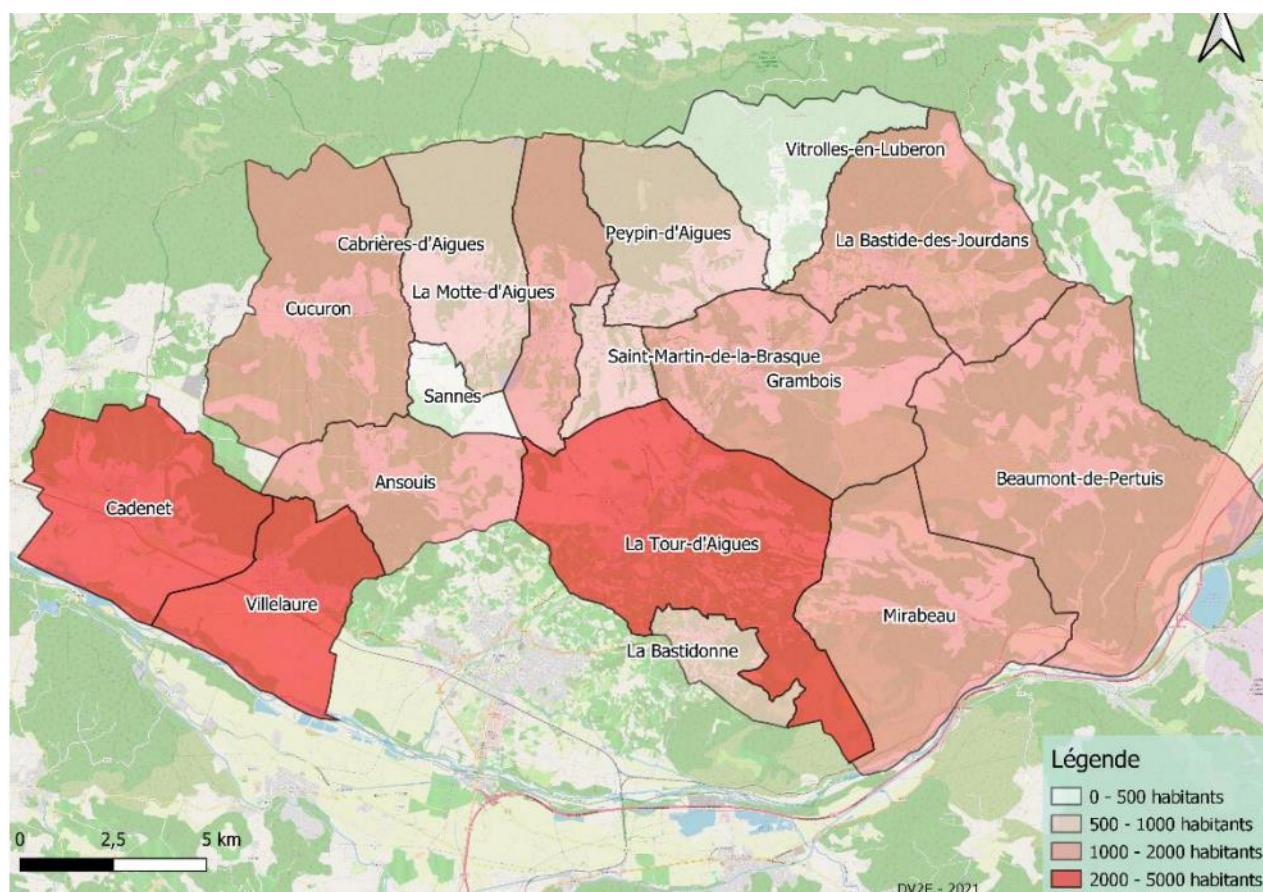 Vitrolles-en-Luberon
Peypin-d'Aigues
La Bastide-des-Jourdans
Cabrières-d'Aigues
La Motte-d'Aigues
Cucuron
Saint-Martin-de-la-Brasque
Grambois
Sannes
Ansouis
Beaumont-de-Pertuis
Cadenet
La Tour-d'Aigues
Villelaure
Mirabeau
La Bastidonne
Légende
0 - 500 habitants
500 - 1000 habitants
1000 - 2000 habitants
2000 - 5000 habitants
0 2,5 5 km
DV2E - 2021